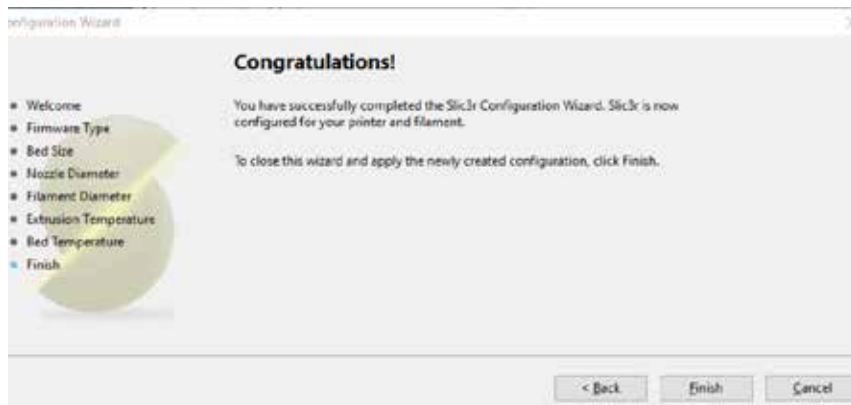 Configuration Wizard
Congratulations!
Welcome
Firmware Type
Bed Size
Nozzle Diameter
Filament Diameter
Extrusion Temperature
Bed Temperature
Finish
You have successfully completed the Slic3r Configuration Wizard. Slic3r is now
configured for your printer and filament.
To close this wizard and apply the newly created configuration, click Finish.
< Back
Finish
Cancel